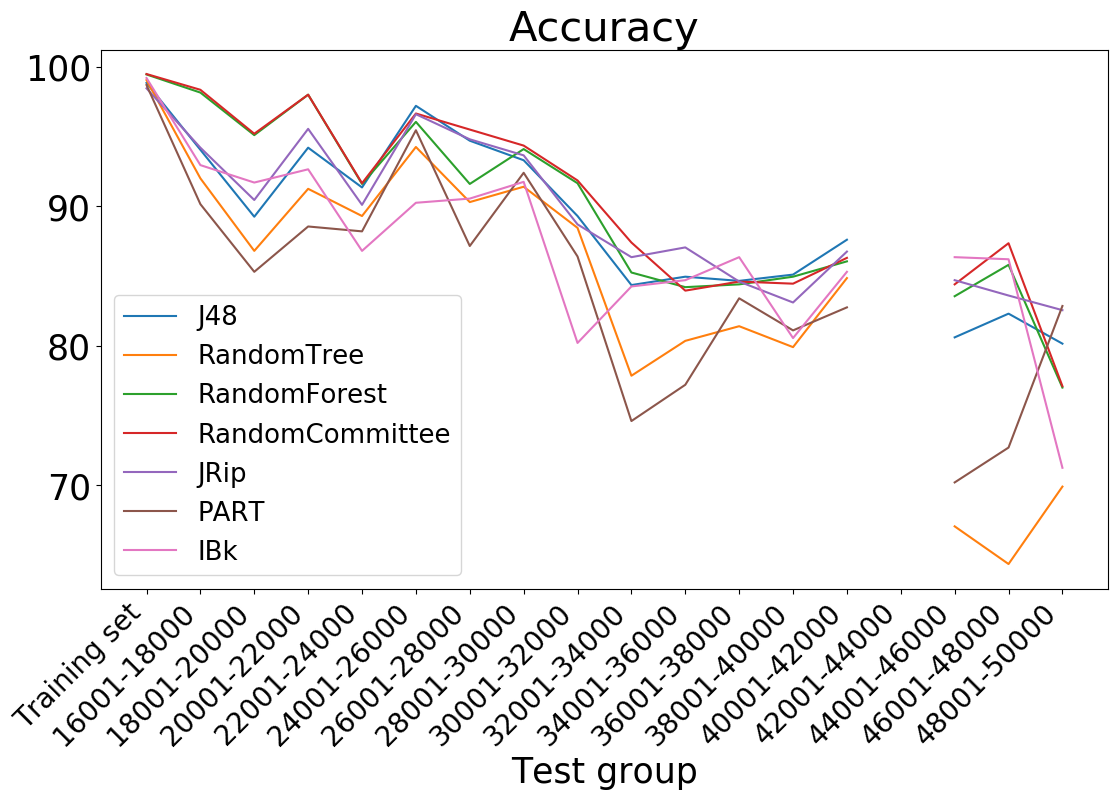 Accuracy
100
90
80
70
J48
RandomTree
RandomForest
RandomCommittee
JRip
PART
IBk
Training set
16001-18000
18001-20000
20001-22000
22001-24000
24001-26000
26001-28000
28001-30000
30001-32000
32001-34000
34001-36000
36001-38000
38001-40000
40001-42000
42001-44000
44001-46000
46001-48000
48001-50000
Test group